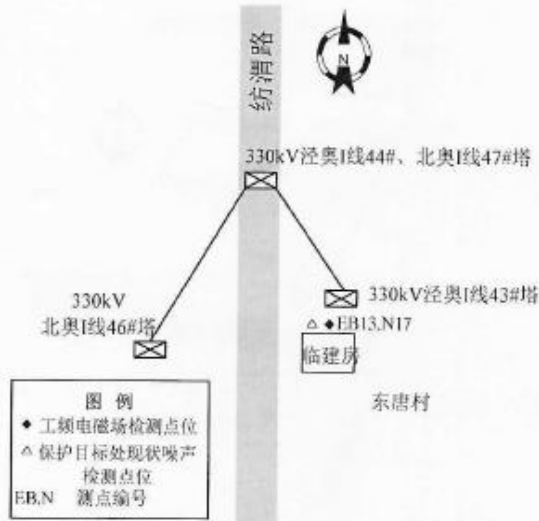 纺渭路
N
330kV泾奥I线44#、北奥I线47#塔
330kV
北奥I线46#塔
330kV泾奥I线43#塔
△ ◆EB13,N17
临建房
东唐村
图 例
◆ 工频电磁场检测点位
△ 保护目标处现状噪声
检测点位
EB,N 测点编号